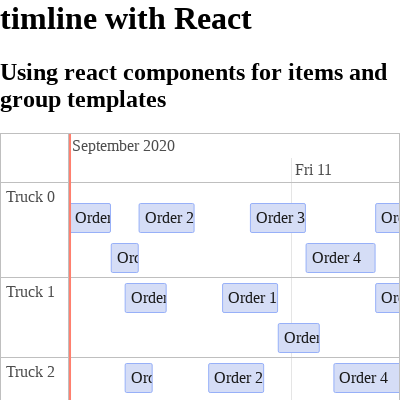 timline with React
Using react components for items and
group templates
September 2020
Fri 11
Truck 0
Order
Order 2
Order 3
Or
Ord
Order 4
Truck 1
Order
Order 1
Or
Order
Truck 2
Ord
Order 2
Order 4